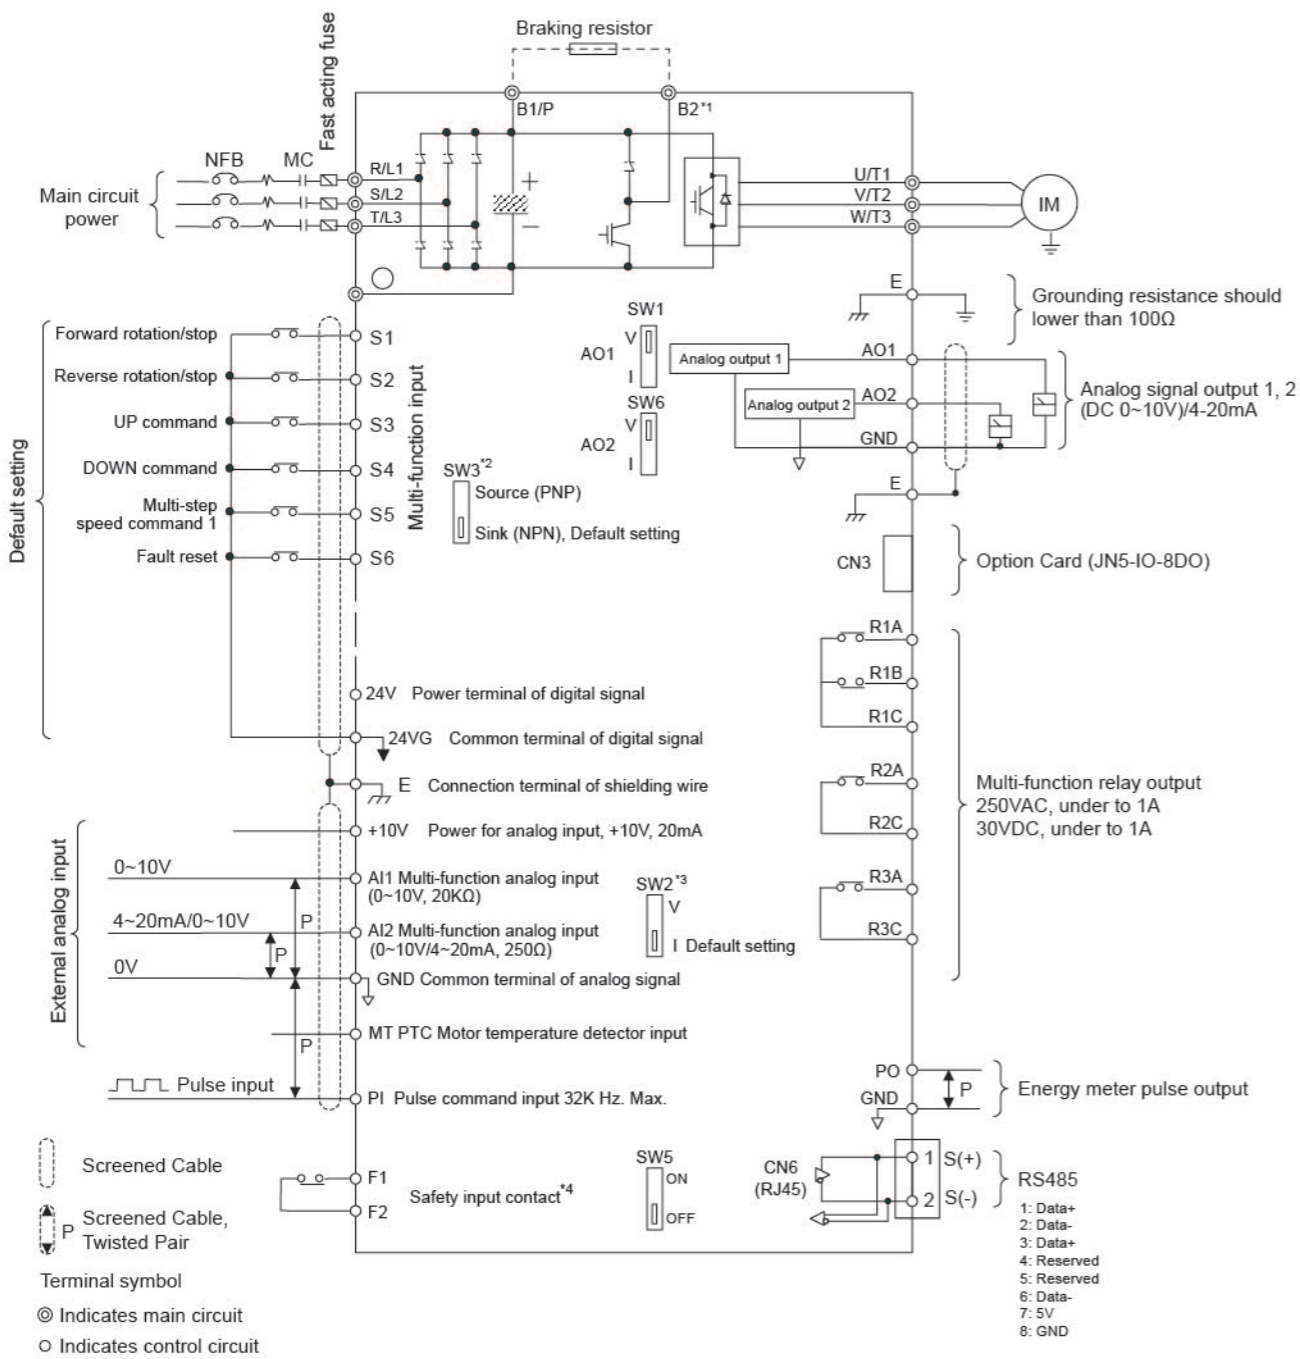 Braking resistor
Fast acting fuse
B1/P
B2*1
NFB
MC
R/L1
S/L2
T/L3
Main circuit
power
+
−
U/T1
V/T2
W/T3
IM
E
Grounding resistance should
lower than 100Ω
Default setting
Forward rotation/stop
S1
Reverse rotation/stop
S2
UP command
S3
DOWN command
S4
Multi-step
speed command 1
S5
Fault reset
S6
Multi-function input
SW1
V
AO1
I
SW6
V
AO2
I
SW3*2
Source (PNP)
Sink (NPN), Default setting
Analog output 1
AO1
Analog output 2
AO2
GND
Analog signal output 1, 2
(DC 0~10V)/4-20mA
E
CN3
Option Card (JN5-IO-8DO)
R1A
R1B
R1C
R2A
R2C
R3A
R3C
Multi-function relay output
250VAC, under to 1A
30VDC, under to 1A
24V Power terminal of digital signal
24VG Common terminal of digital signal
E Connection terminal of shielding wire
External analog input
+10V Power for analog input, +10V, 20mA
0~10V
AI1 Multi-function analog input
(0~10V, 20KΩ)
P
4~20mA/0~10V
AI2 Multi-function analog input
(0~10V/4~20mA, 250Ω)
P
0V
GND Common terminal of analog signal
SW2*3
V
I Default setting
MT PTC Motor temperature detector input
P
Pulse input
PI Pulse command input 32K Hz. Max.
PO
GND
P
Energy meter pulse output
F1
F2
Safety input contact*4
SW5
ON
OFF
CN6
(RJ45)
1 S(+)
2 S(-)
RS485
1: Data+
2: Data-
3: Data+
4: Reserved
5: Reserved
6: Data-
7: 5V
8: GND
Screened Cable
P
Screened Cable,
Twisted Pair
Terminal symbol
Indicates main circuit
Indicates control circuit